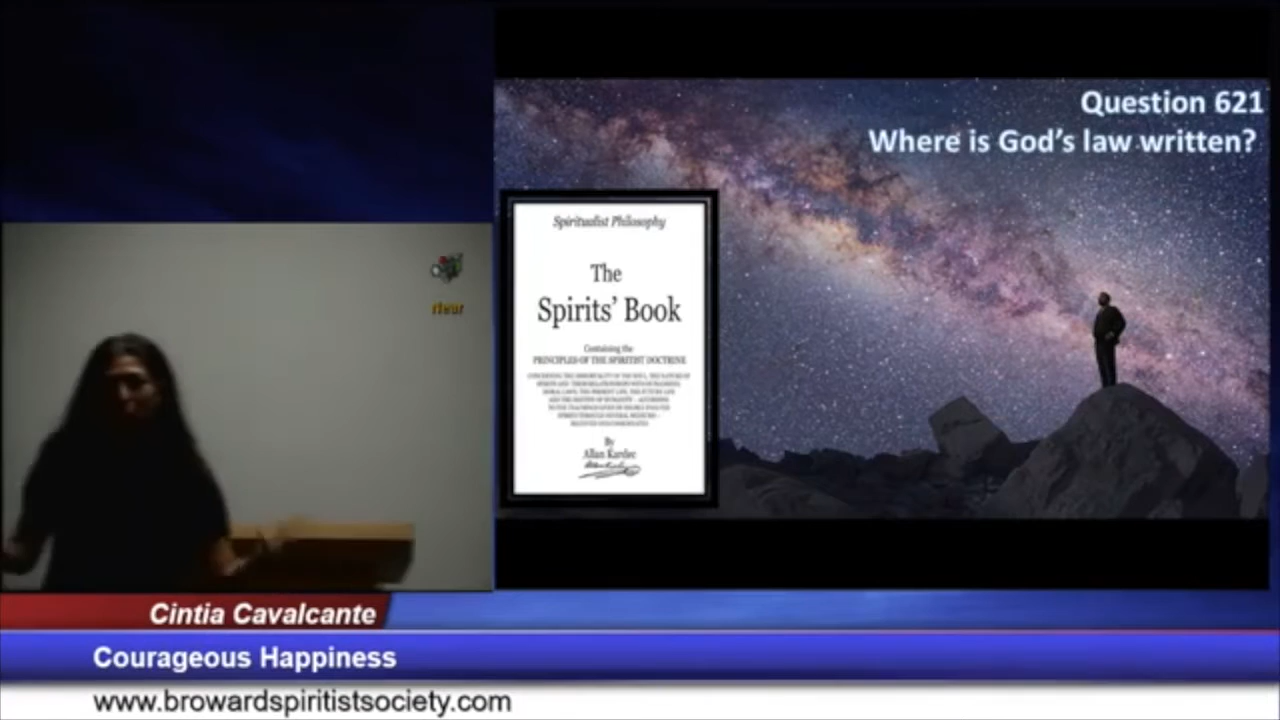 Question 621
Where is God's law written?
Spiritualist Philosophy
The
Spirits' Book
Containing the
PRINCIPLES OF THE SPIRITIST DOCTRINE
By
Allan Kardec
Cintia Cavalcante
Courageous Happiness
www.browardspiritistsociety.com